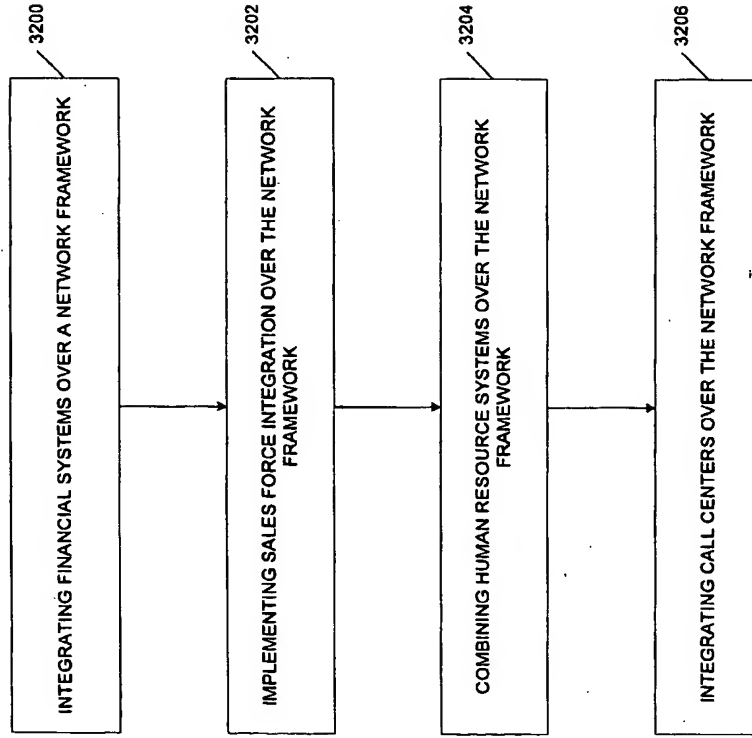 3200
INTEGRATING FINANCIAL SYSTEMS OVER A NETWORK FRAMEWORK
3202
IMPLEMENTING SALES FORCE INTEGRATION OVER THE NETWORK
FRAMEWORK
3204
COMBINING HUMAN RESOURCE SYSTEMS OVER THE NETWORK
FRAMEWORK
3206
INTEGRATING CALL CENTERS OVER THE NETWORK FRAMEWORK